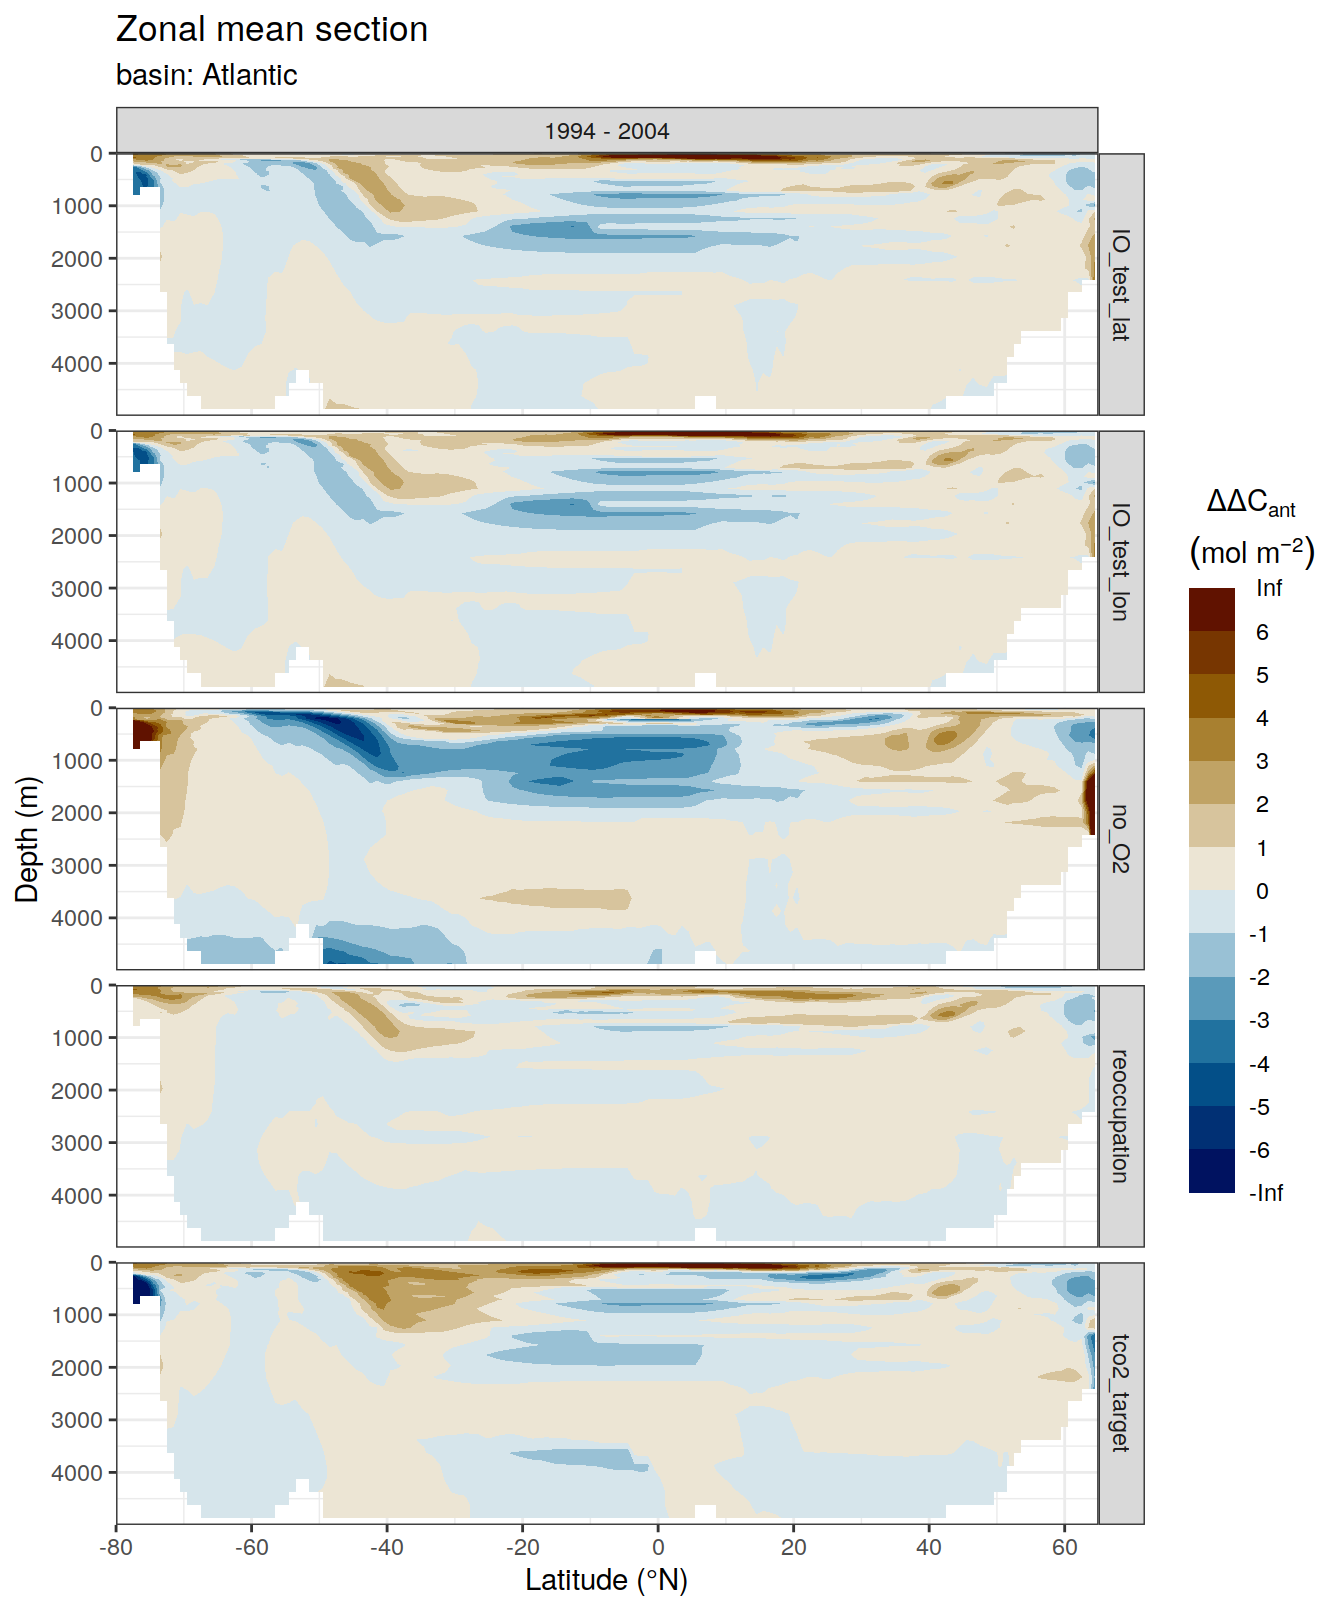 Zonal mean section
basin: Atlantic
1994 - 2004
0
1000
2000
3000
4000
IO_test_lat
0
1000
2000
3000
4000
IO_test_lon
0
1000
2000
3000
4000
no_O2
0
1000
2000
3000
4000
reoccupation
0
1000
2000
3000
4000
tco2_target
Depth (m)
-80 -60 -40 -20 0 20 40 60
Latitude (°N)
ΔΔCant
(mol m−2)
Inf
6
5
4
3
2
1
0
-1
-2
-3
-4
-5
-6
-Inf